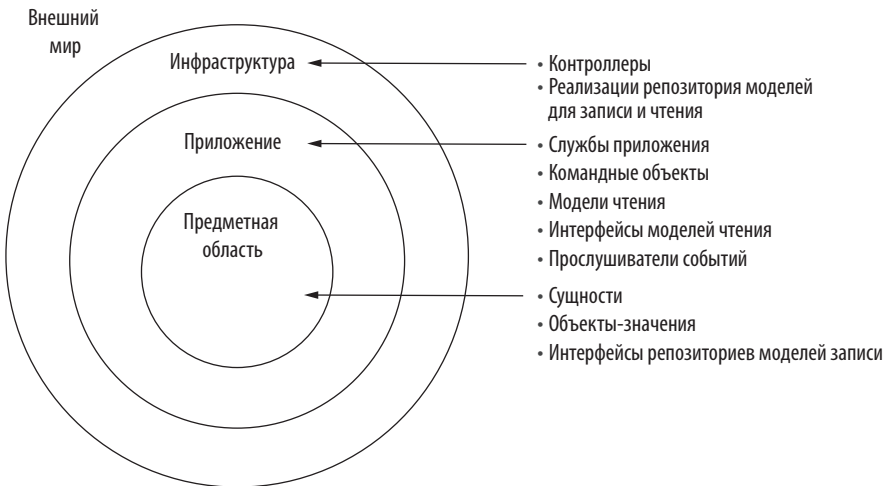 Внешний
мир
Инфраструктура
Приложение
Предметная
область
• Контроллеры
• Реализации репозитория моделей
для записи и чтения
• Службы приложения
• Командные объекты
• Модели чтения
• Интерфейсы моделей чтения
• Прослушиватели событий
• Сущности
• Объекты-значения
• Интерфейсы репозиториев моделей записи